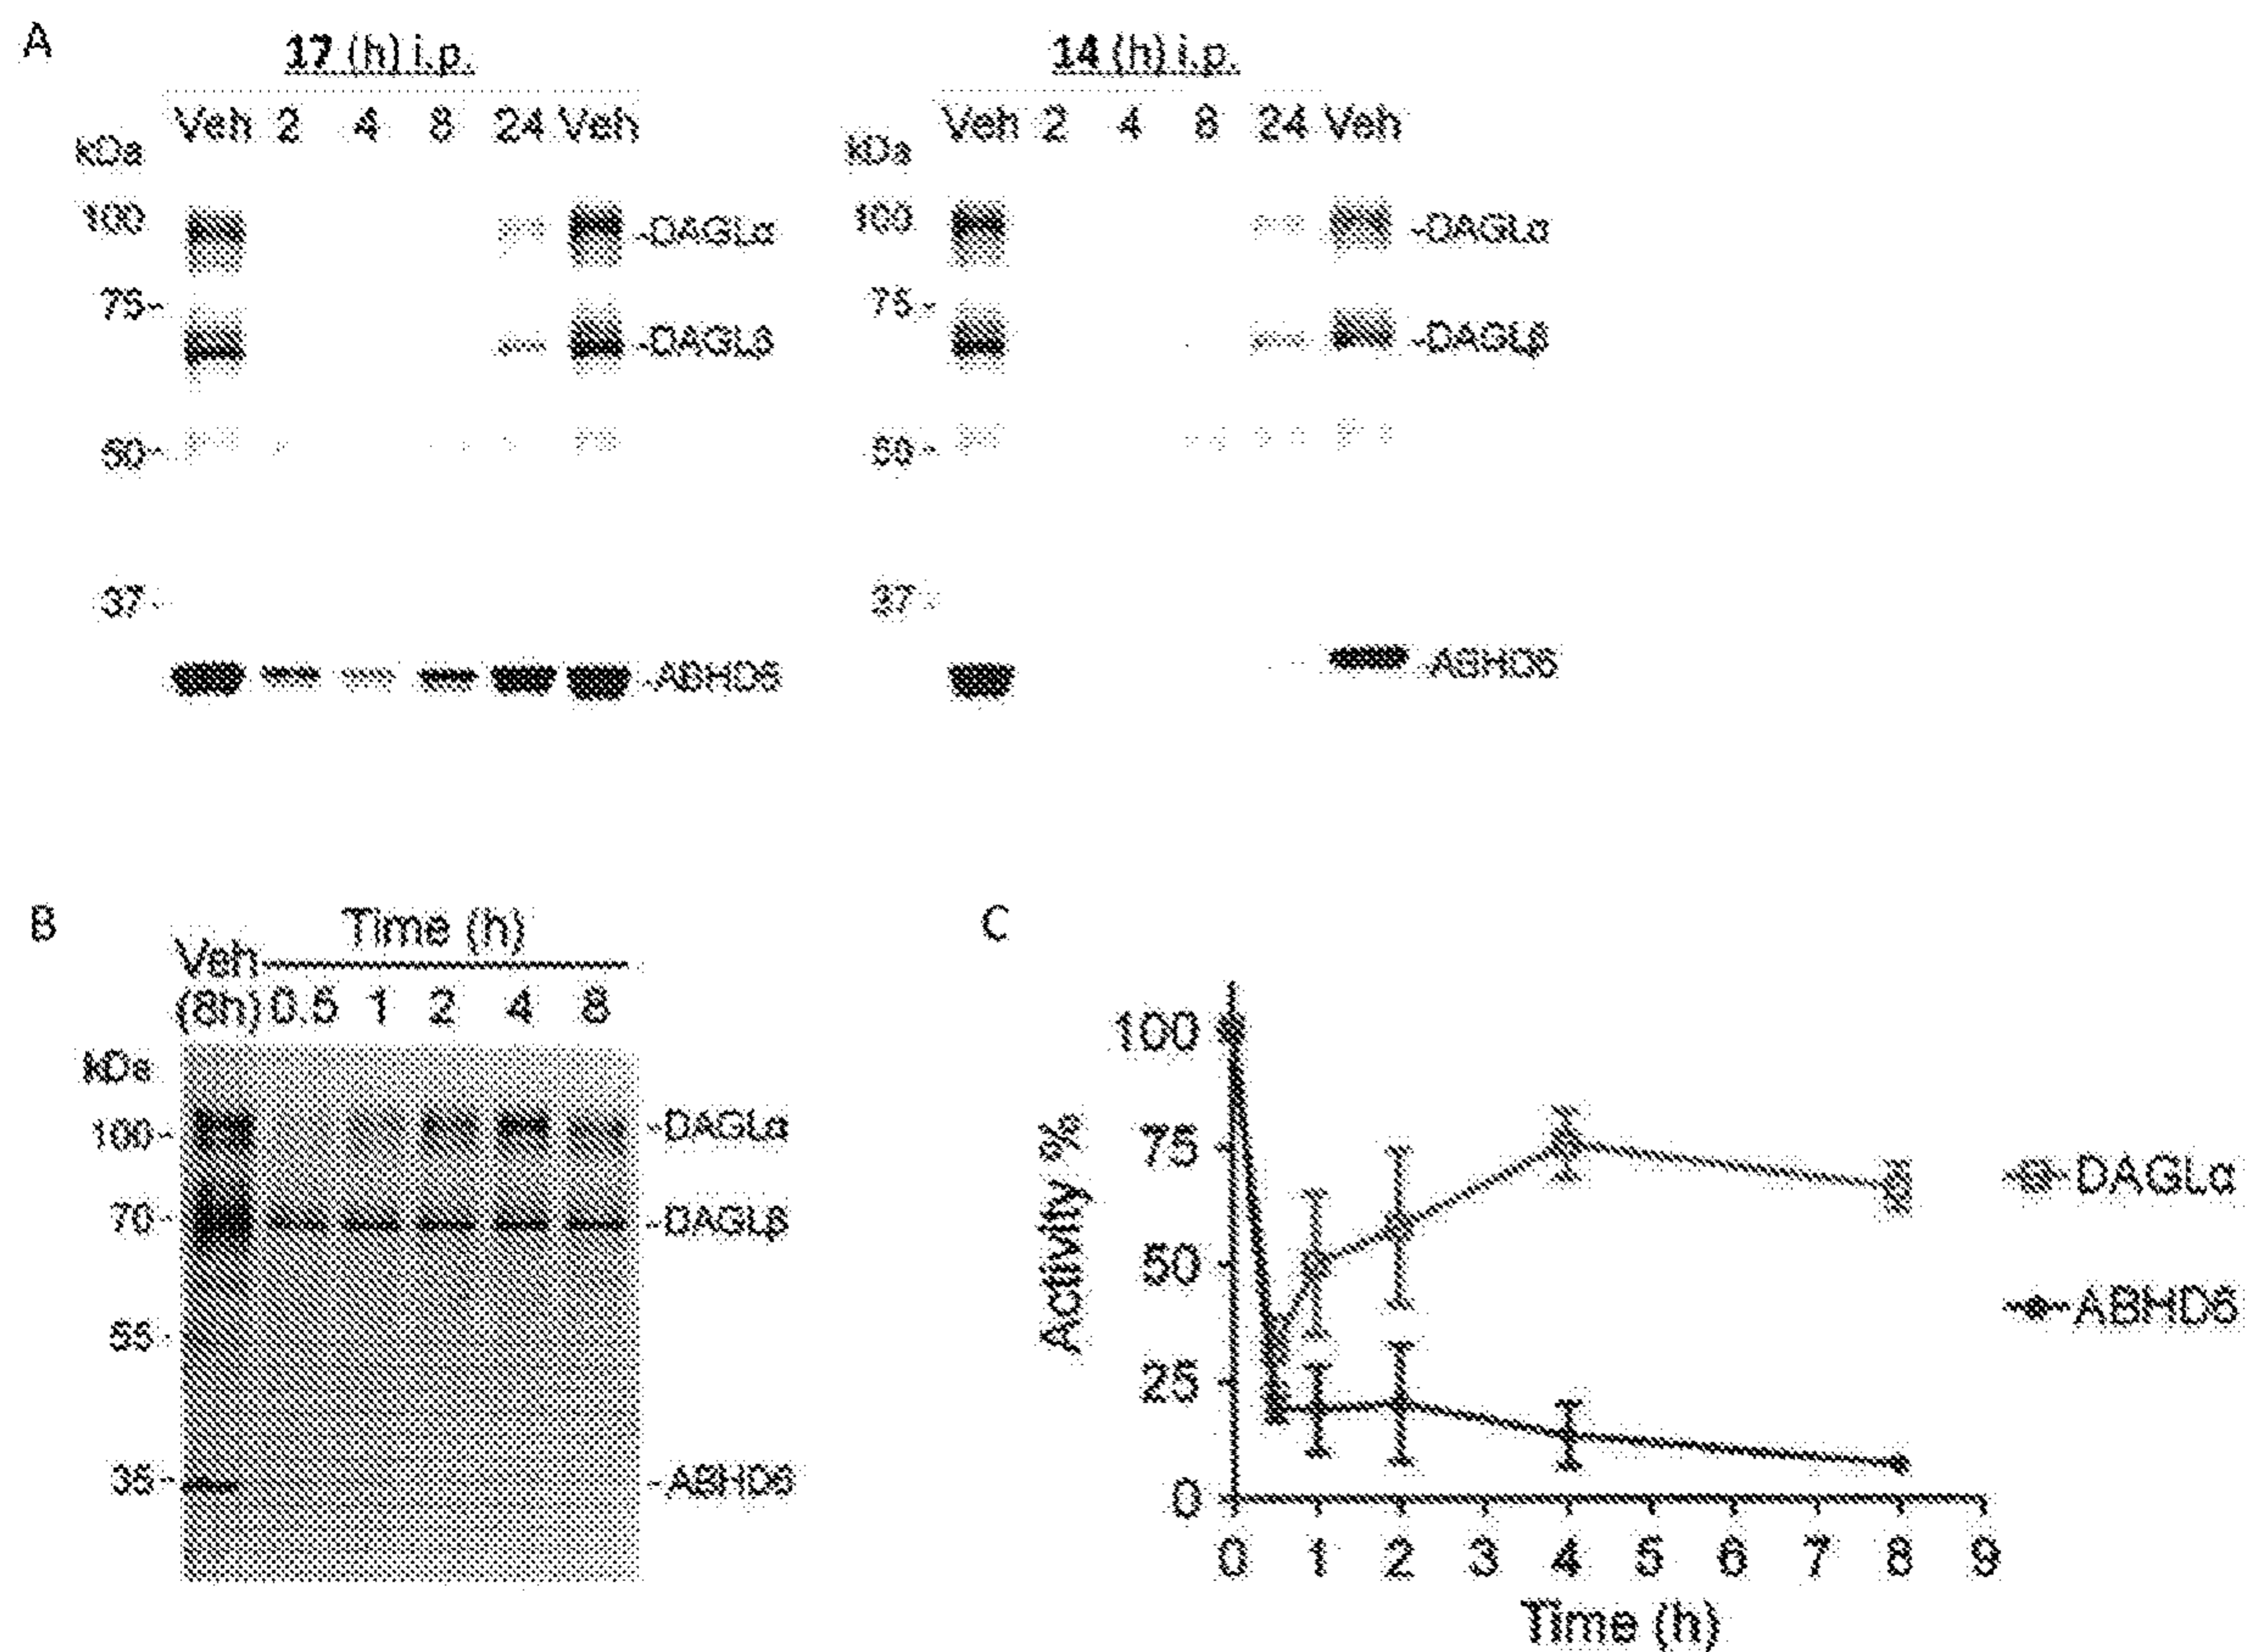 A
17 (h) i.p.
Veh 2 4 8 24 Veh
kDa
100
75-
50-
37-
-DAGLα
-DAGLβ
-ABHD6
14 (h) i.p.
Veh 2 4 8 24 Veh
kDa
100
75-
50-
37-
-DAGLα
-DAGLβ
-ABHD6
B
Time (h)
Veh
(8h) 0.5 1 2 4 8
kDa
100-
70-
55-
35-
-DAGLα
-DAGLβ
-ABHD6
C
Activity %
100
75
50
25
0
0 1 2 3 4 5 6 7 8 9
Time (h)
DAGLα
ABHD6